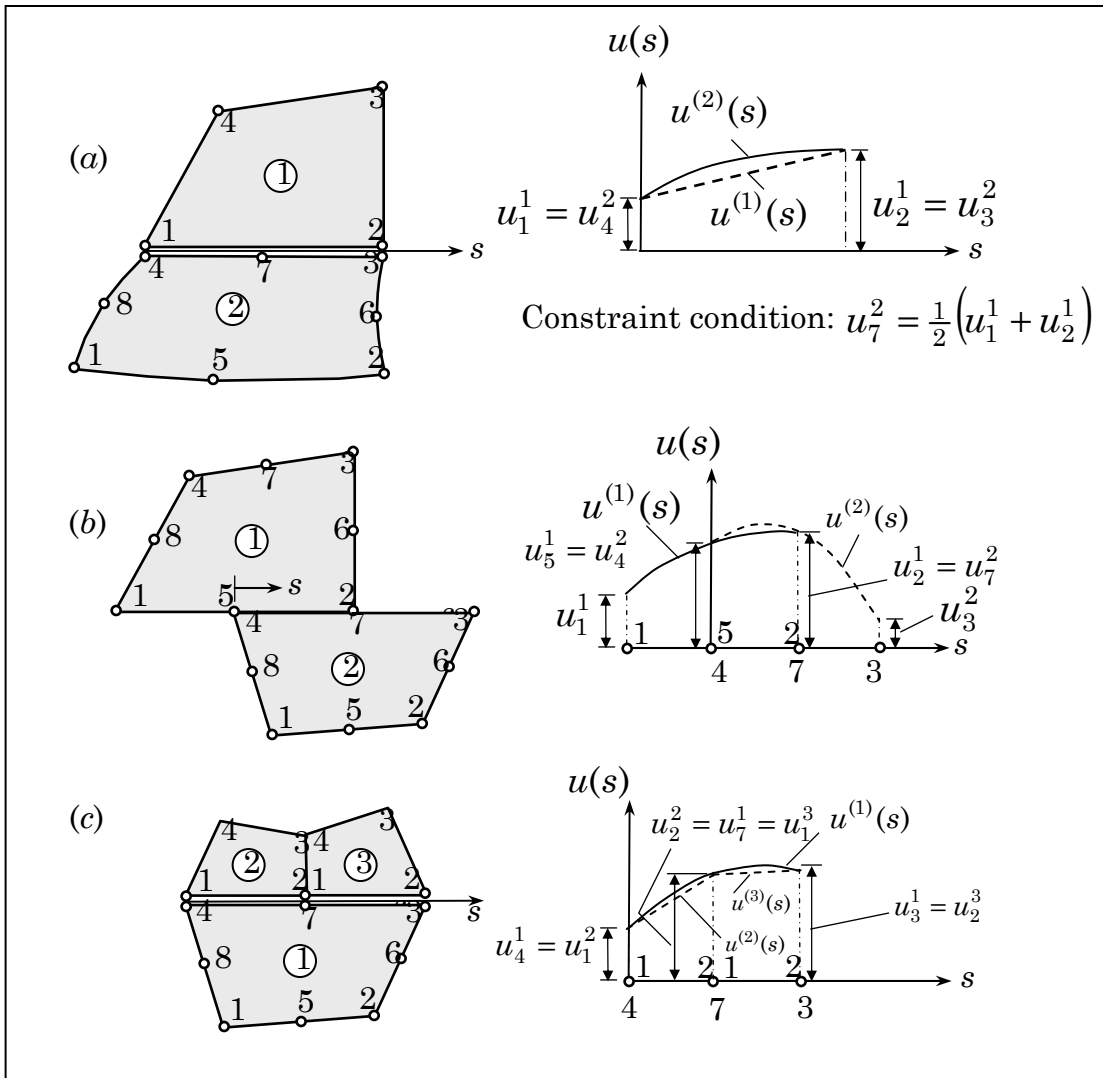 (a)
4
3
①
1
2
s
4
7
3
8
②
6
1
5
2
u(s)
u^{(2)}(s)
u^{(1)}(s)
u_1^1 = u_4^2
u_2^1 = u_3^2
s
Constraint condition: u_7^2 = \frac{1}{2}(u_1^1 + u_2^1)
(b)
4
7
3
8
①
6
1
5
s
2
4
7
3
8
②
6
1
5
2
u(s)
u^{(1)}(s)
u^{(2)}(s)
u_5^1 = u_4^2
u_2^1 = u_7^2
u_1^1
u_3^2
1
5
2
s
4
7
3
(c)
4
3
4
3
②
③
1
2
1
2
s
4
7
3
8
①
6
1
5
2
u(s)
u_2^2 = u_7^1 = u_1^3
u^{(1)}(s)
u^{(3)}(s)
u^{(2)}(s)
u_4^1 = u_1^2
u_3^1 = u_2^3
1
2
1
2
s
4
7
3